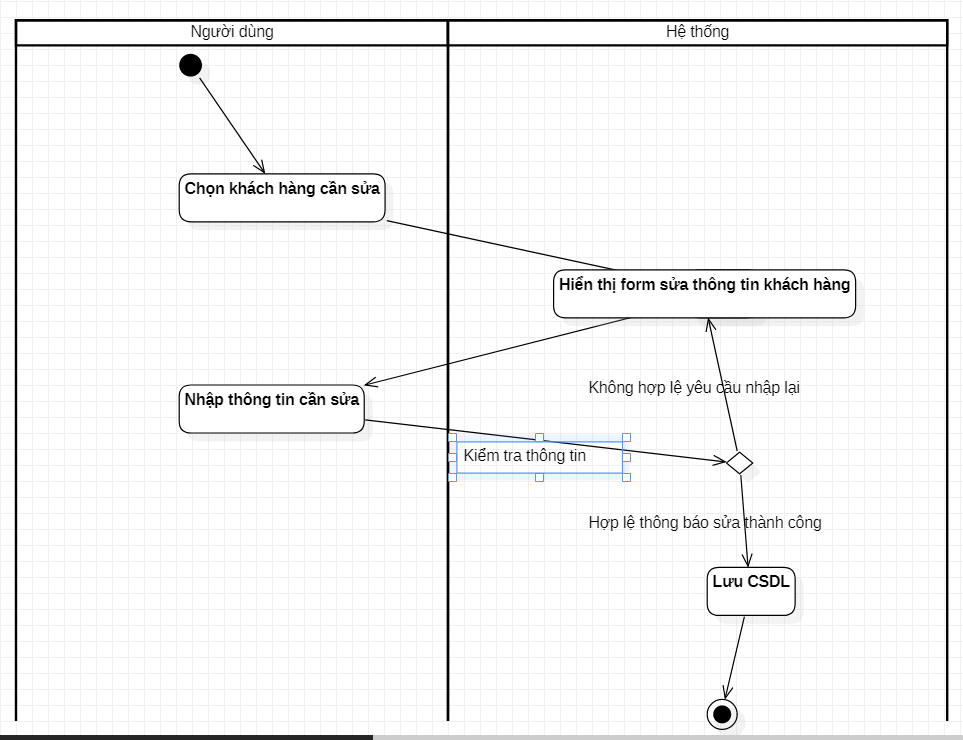 Người dùng
Hệ thống
Chọn khách hàng cần sửa
Hiển thị form sửa thông tin khách hàng
Không hợp lệ yêu cầu nhập lại
Nhập thông tin cần sửa
Kiểm tra thông tin
Hợp lệ thông báo sửa thành công
Lưu CSDL